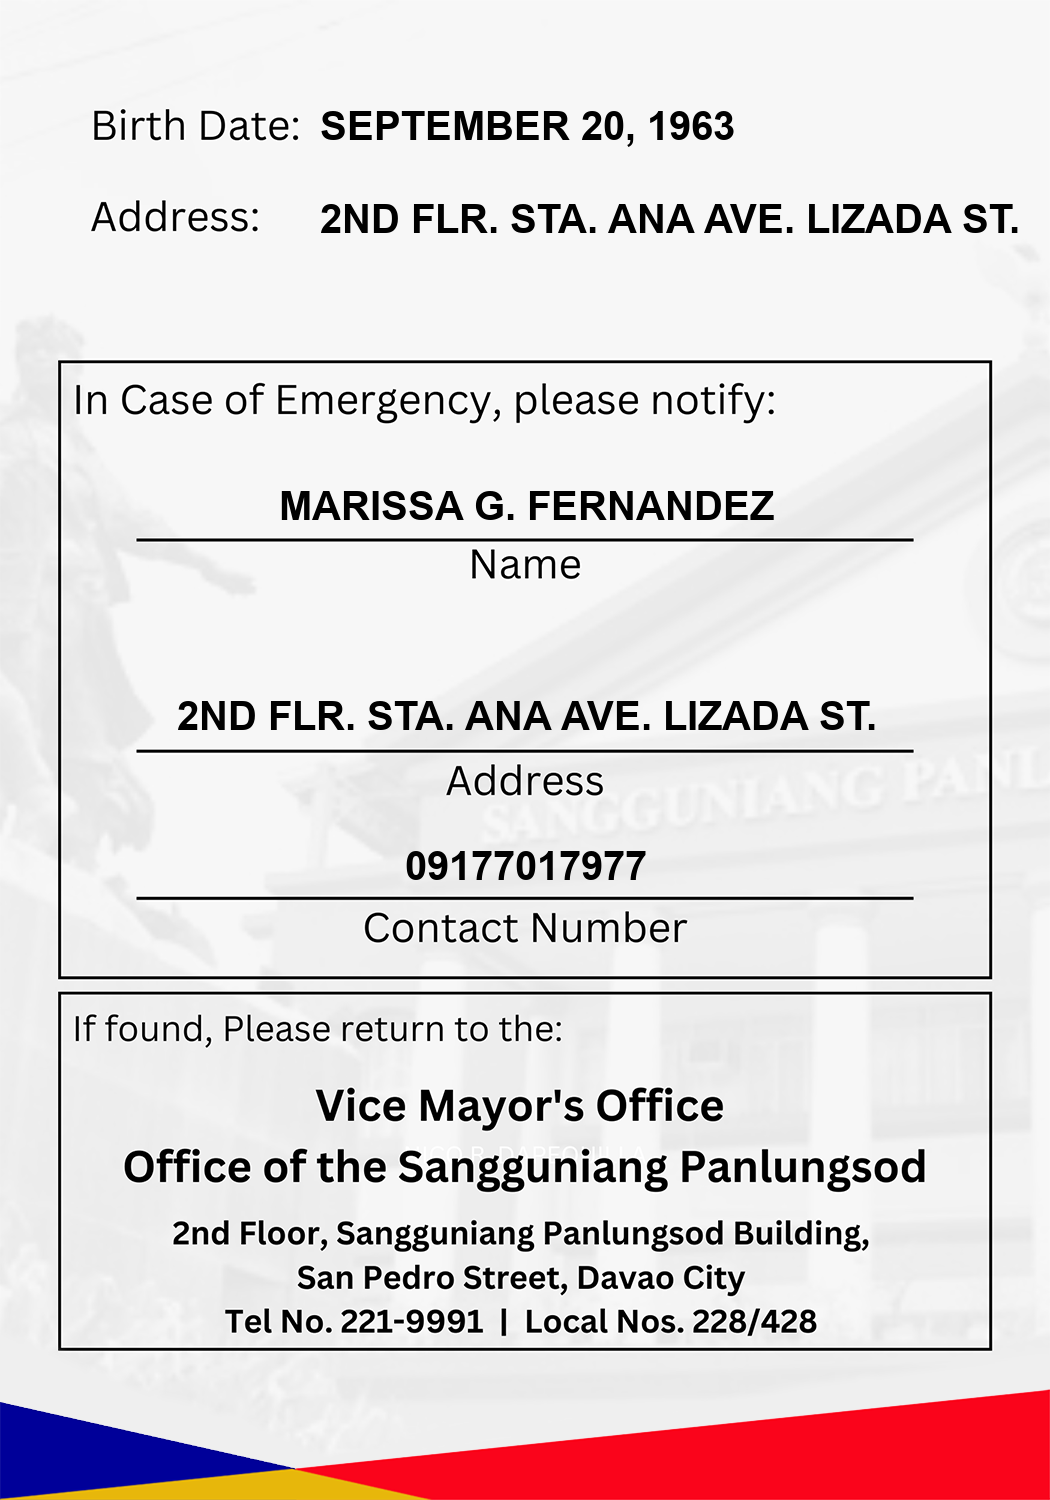 Birth Date: SEPTEMBER 20, 1963
Address: 2ND FLR. STA. ANA AVE. LIZADA ST.
In Case of Emergency, please notify:
MARISSA G. FERNANDEZ
Name
2ND FLR. STA. ANA AVE. LIZADA ST.
Address
SANGGUNIANG PANL
09177017977
Contact Number
If found, Please return to the:
Vice Mayor's Office
Office of the Sangguniang Panlungsod
2nd Floor, Sangguniang Panlungsod Building,
San Pedro Street, Davao City
Tel No. 221-9991 | Local Nos. 228/428